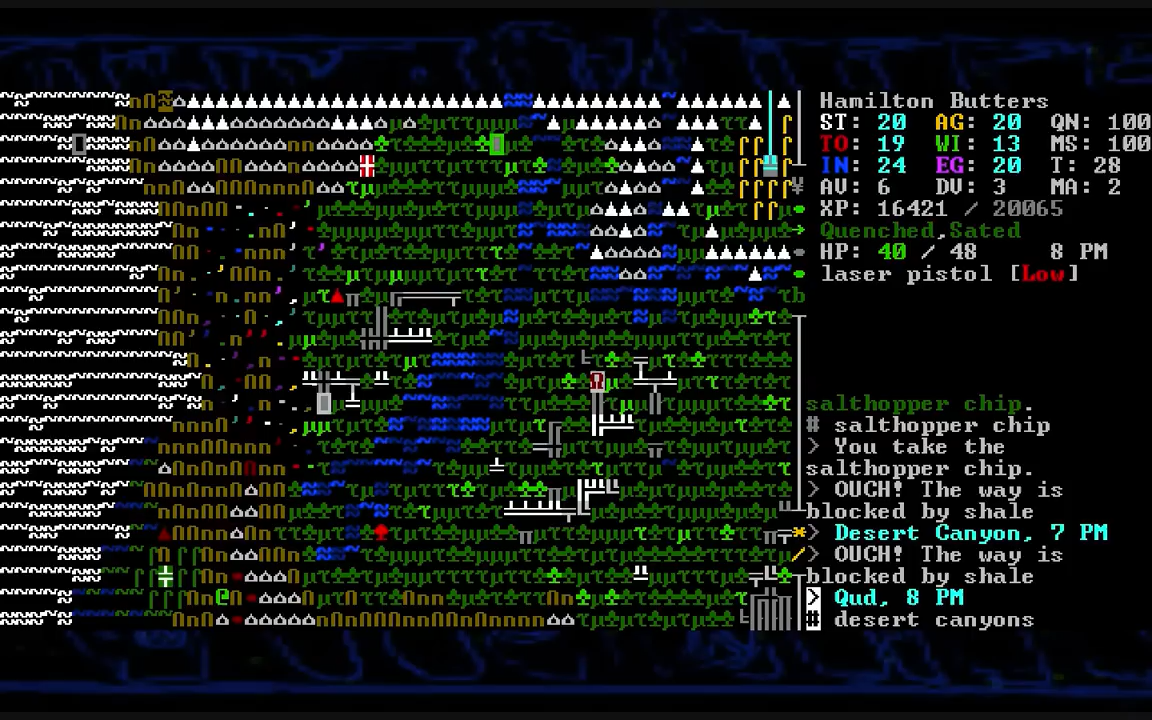 Hamilton Butters
ST: 20 AG: 20 QN: 100
TO: 19 WI: 13 MS: 100
IN: 24 EG: 20 T: 28
AV: 6 DV: 3 MA: 2
XP: 16421 / 20065
Quenched,Sated
HP: 40 / 48 8 PM
laser pistol [Low]
salthopper chip.
# salthopper chip
> You take the
salthopper chip.
> OUCH! The way is
blocked by shale
> Desert Canyon, 7 PM
> OUCH! The way is
blocked by shale
> Qud, 8 PM
# desert canyons